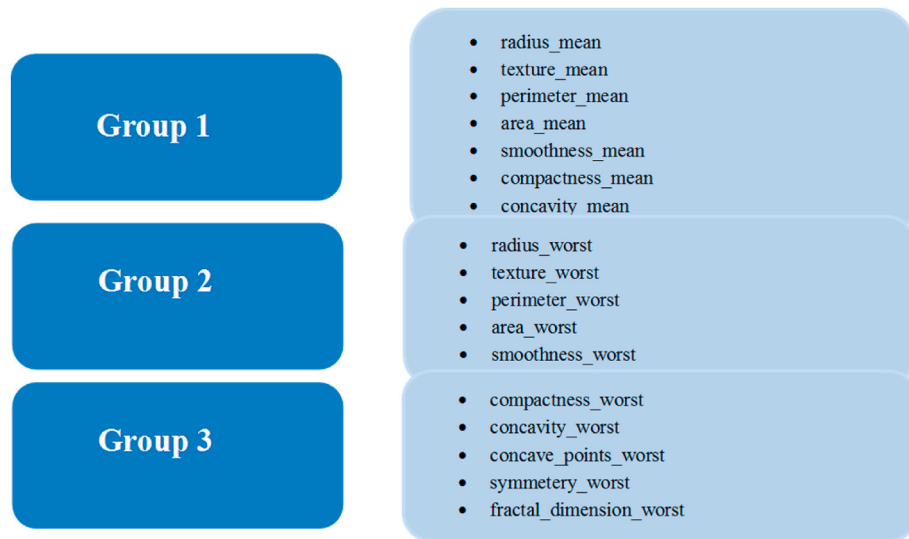 Group 1
• radius_mean
• texture_mean
• perimeter_mean
• area_mean
• smoothness_mean
• compactness_mean
• concavity_mean
Group 2
• radius_worst
• texture_worst
• perimeter_worst
• area_worst
• smoothness_worst
Group 3
• compactness_worst
• concavity_worst
• concave_points_worst
• symmetery_worst
• fractal_dimension_worst